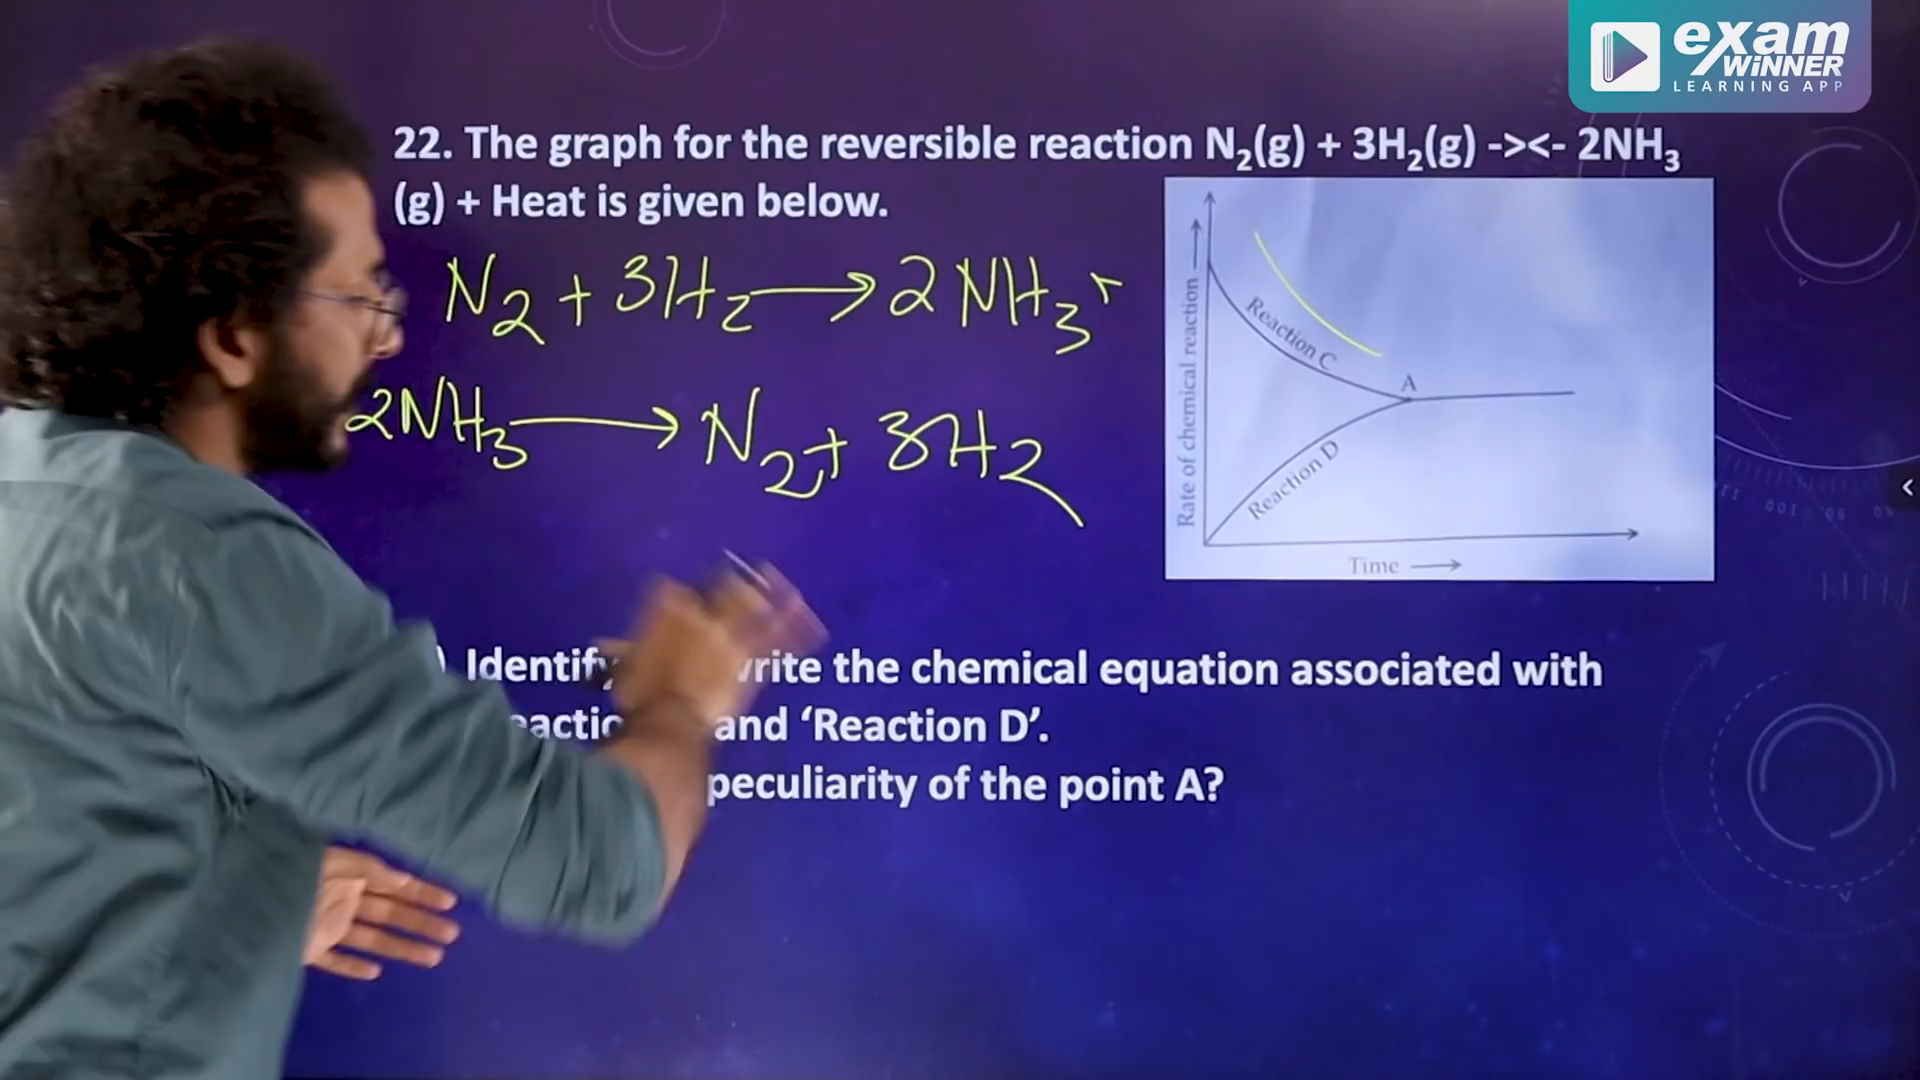 exam
WiNNER
LEARNING APP
22. The graph for the reversible reaction N₂(g) + 3H₂(g) -><- 2NH₃
(g) + Heat is given below.
N₂ + 3H₂ → 2NH₃ +
2NH₃ → N₂ + 3H₂
Rate of chemical reaction
Reaction C
A
Reaction D
Time
) Identify write the chemical equation associated with
and ‘Reaction D’.
peculiarity of the point A?